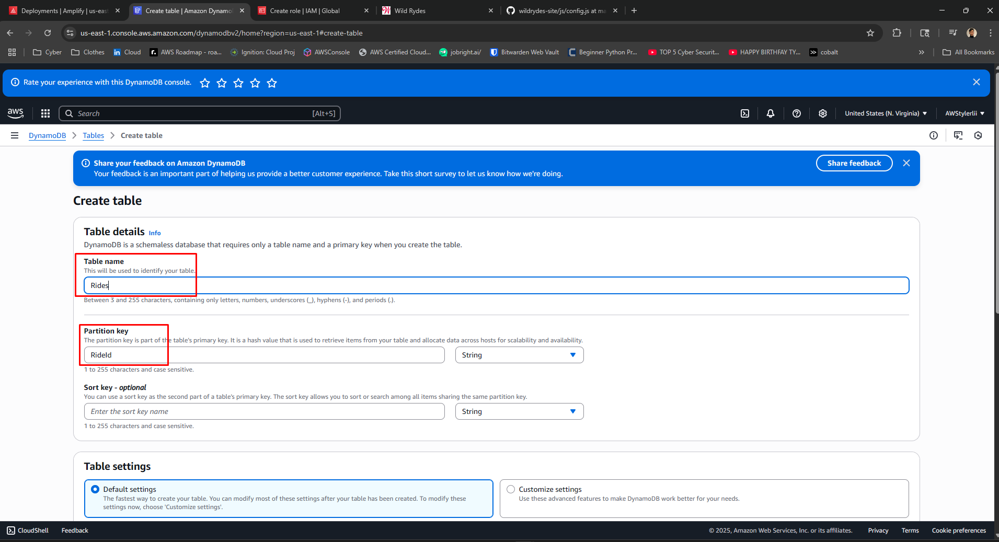 Deployments | Amplify | us-east
Create table | Amazon Dynamo
Create role | IAM | Global
Wild Rydes
wildrydes-site/js/config.js at ma
us-east-1.console.aws.amazon.com/dynamodbv2/home?region=us-east-1#create-table
Cyber
Clothes
in Cloud
r. AWS Roadmap - roa...
Ignition: Cloud Proj
AWSConsole
AWS Certified Cloud...
jobright.ai/
Bitwarden Web Vault
Beginner Python Pr...
TOP 5 Cyber Securit...
HAPPY BIRTHFAY TY...
cobalt
All Bookmarks
Rate your experience with this DynamoDB console.
aws
Search
[Alt+S]
United States (N. Virginia)
AWStylerlii
DynamoDB
Tables
Create table
Share your feedback on Amazon DynamoDB
Your feedback is an important part of helping us provide a better customer experience. Take this short survey to let us know how we're doing.
Share feedback
Create table
Table details Info
DynamoDB is a schemaless database that requires only a table name and a primary key when you create the table.
Table name
This will be used to identify your table.
Rides
Between 3 and 255 characters, containing only letters, numbers, underscores (_), hyphens (-), and periods (.).
Partition key
The partition key is part of the table's primary key. It is a hash value that is used to retrieve items from your table and allocate data across hosts for scalability and availability.
RideId
String
1 to 255 characters and case sensitive.
Sort key - optional
You can use a sort key as the second part of a table's primary key. The sort key allows you to sort or search among all items sharing the same partition key.
Enter the sort key name
String
1 to 255 characters and case sensitive.
Table settings
Default settings
The fastest way to create your table. You can modify most of these settings after your table has been created. To modify these
settings now, choose 'Customize settings'.
Customize settings
Use these advanced features to make DynamoDB work better for your needs.
CloudShell
Feedback
© 2025, Amazon Web Services, Inc. or its affiliates.
Privacy
Terms
Cookie preferences